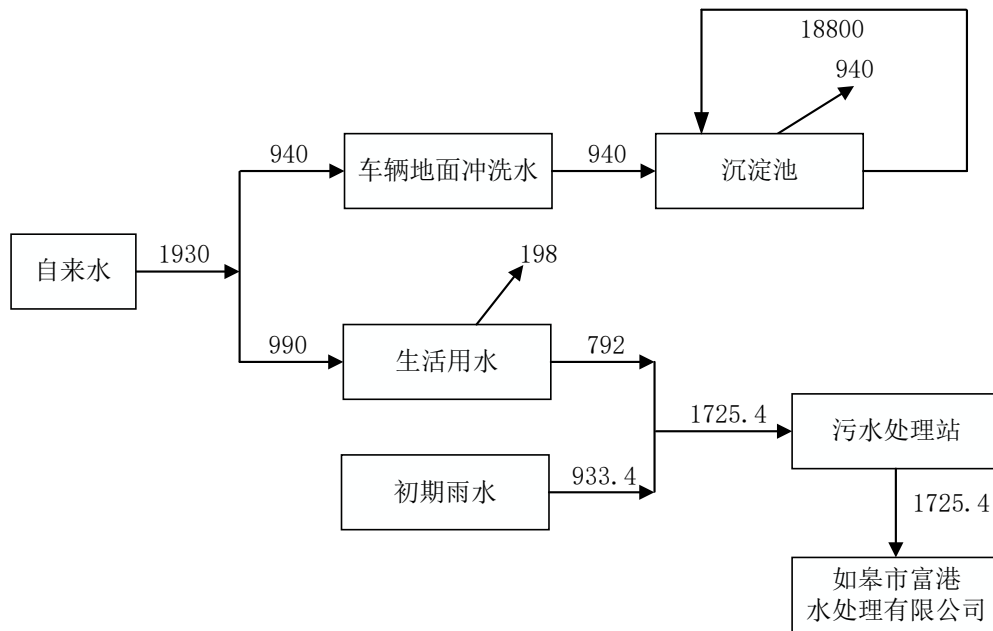 18800
940
940
车辆地面冲洗水
940
沉淀池
自来水
1930
198
990
生活用水
792
1725.4
污水处理站
初期雨水
933.4
1725.4
如皋市富港
水处理有限公司